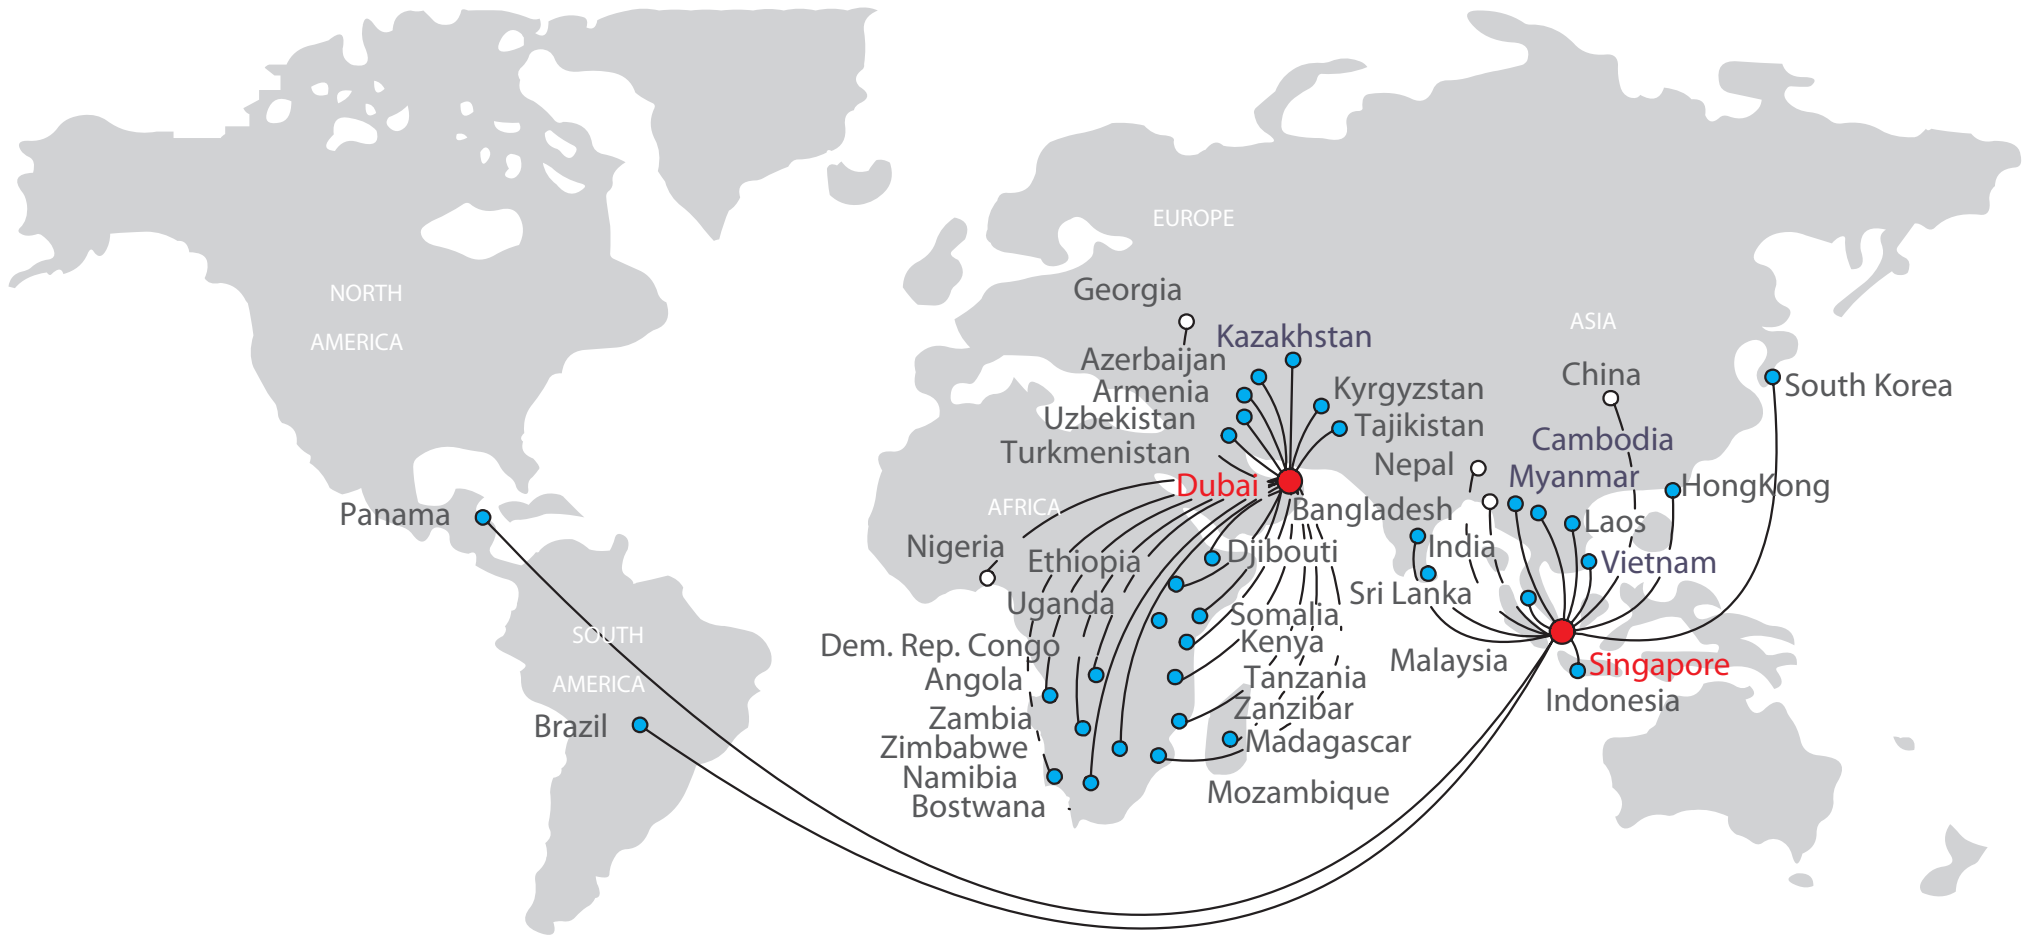 EUROPE
Georgia
NORTH
AMERICA
ASIA
Kazakhstan
Azerbaijan
Armenia
Uzbekistan
Turkmenistan
Kyrgyzstan
Tajikistan
China
South Korea
Cambodia
Nepal
Myanmar
Dubai
HongKong
AFRICA
Bangladesh
Panama
Laos
Nigeria
Ethiopia
Djibouti
India
Vietnam
Uganda
Somalia
Sri Lanka
SOUTH
AMERICA
Dem. Rep. Congo
Kenya
Malaysia
Singapore
Angola
Tanzania
Indonesia
Zambia
Zanzibar
Brazil
Zimbabwe
Madagascar
Namibia
Mozambique
Bostwana